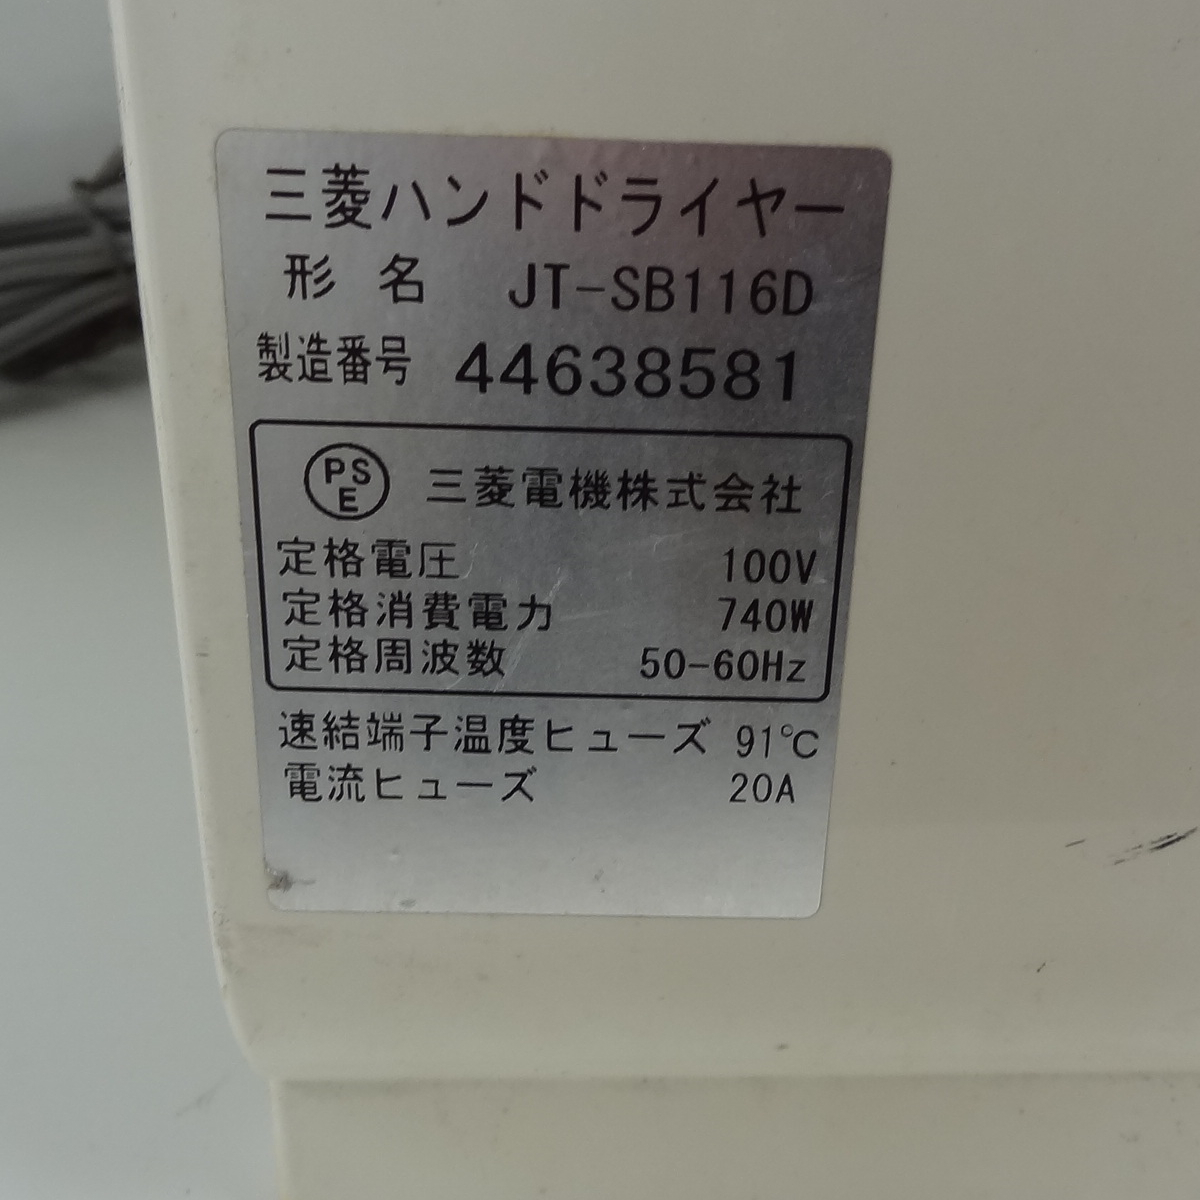 三菱ハンドドライヤー
形名 JT-SB116D
製造番号 44638581
PSE 三菱電機株式会社
定格電圧 100V
定格消費電力 740W
定格周波数 50-60Hz
速結端子温度ヒューズ 91℃
電流ヒューズ 20A